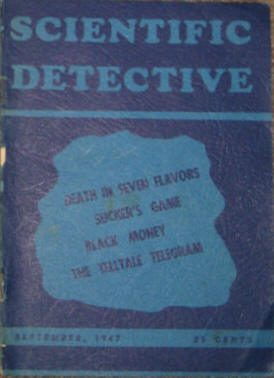 SCIENTIFIC
DETECTIVE
DEATH IN SEVEN FLAVORS
SUCKER'S GAME
BLACK MONEY
THE TELLTALE TELEGRAM
SEPTEMBER, 1947 25 CENTS